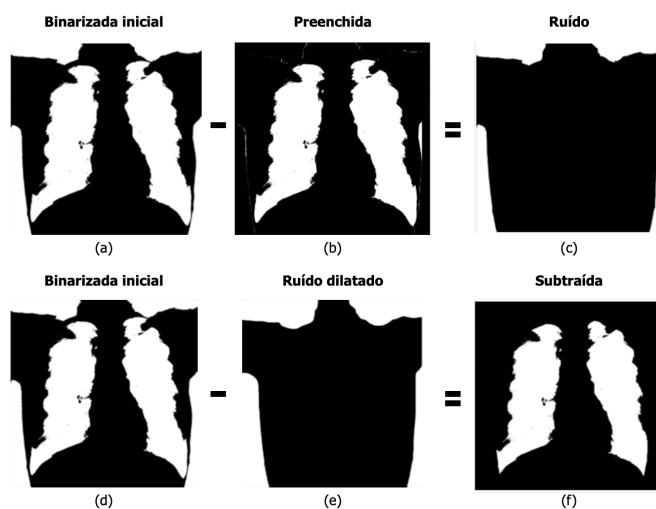 Binarizada inicial
Preenchida
Ruído
-
=
(a)
(b)
(c)
Binarizada inicial
Ruído dilatado
Subtraída
-
=
(d)
(e)
(f)